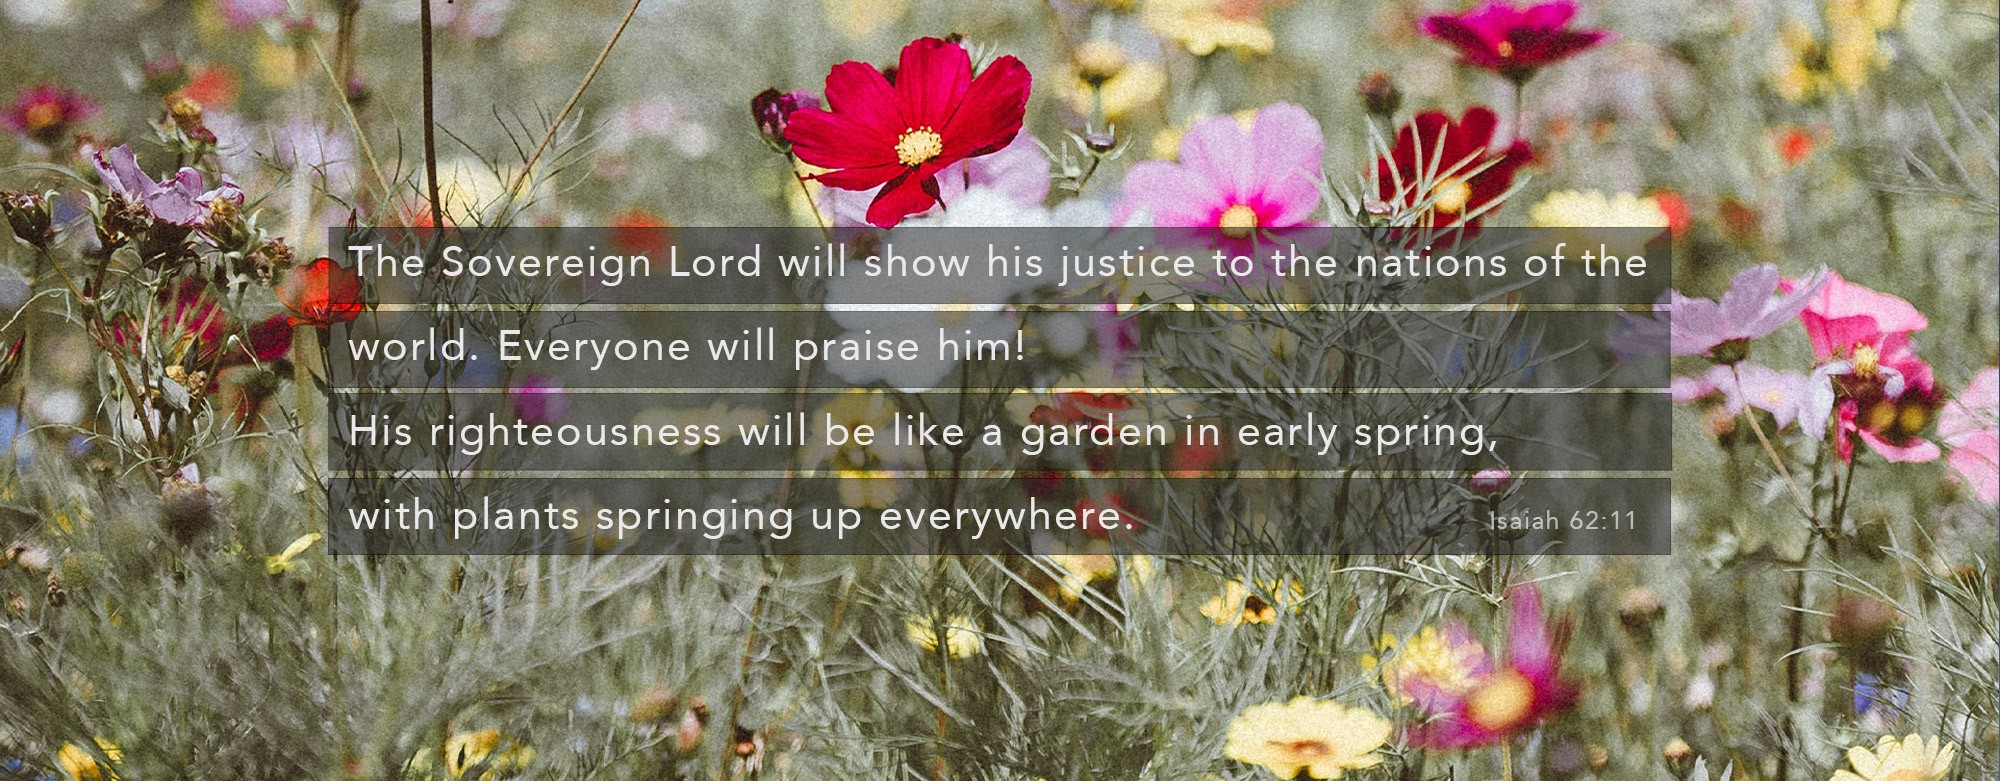 The Sovereign Lord will show his justice to the nations of the
world. Everyone will praise him!
His righteousness will be like a garden in early spring,
with plants springing up everywhere.
Isaiah 62:11